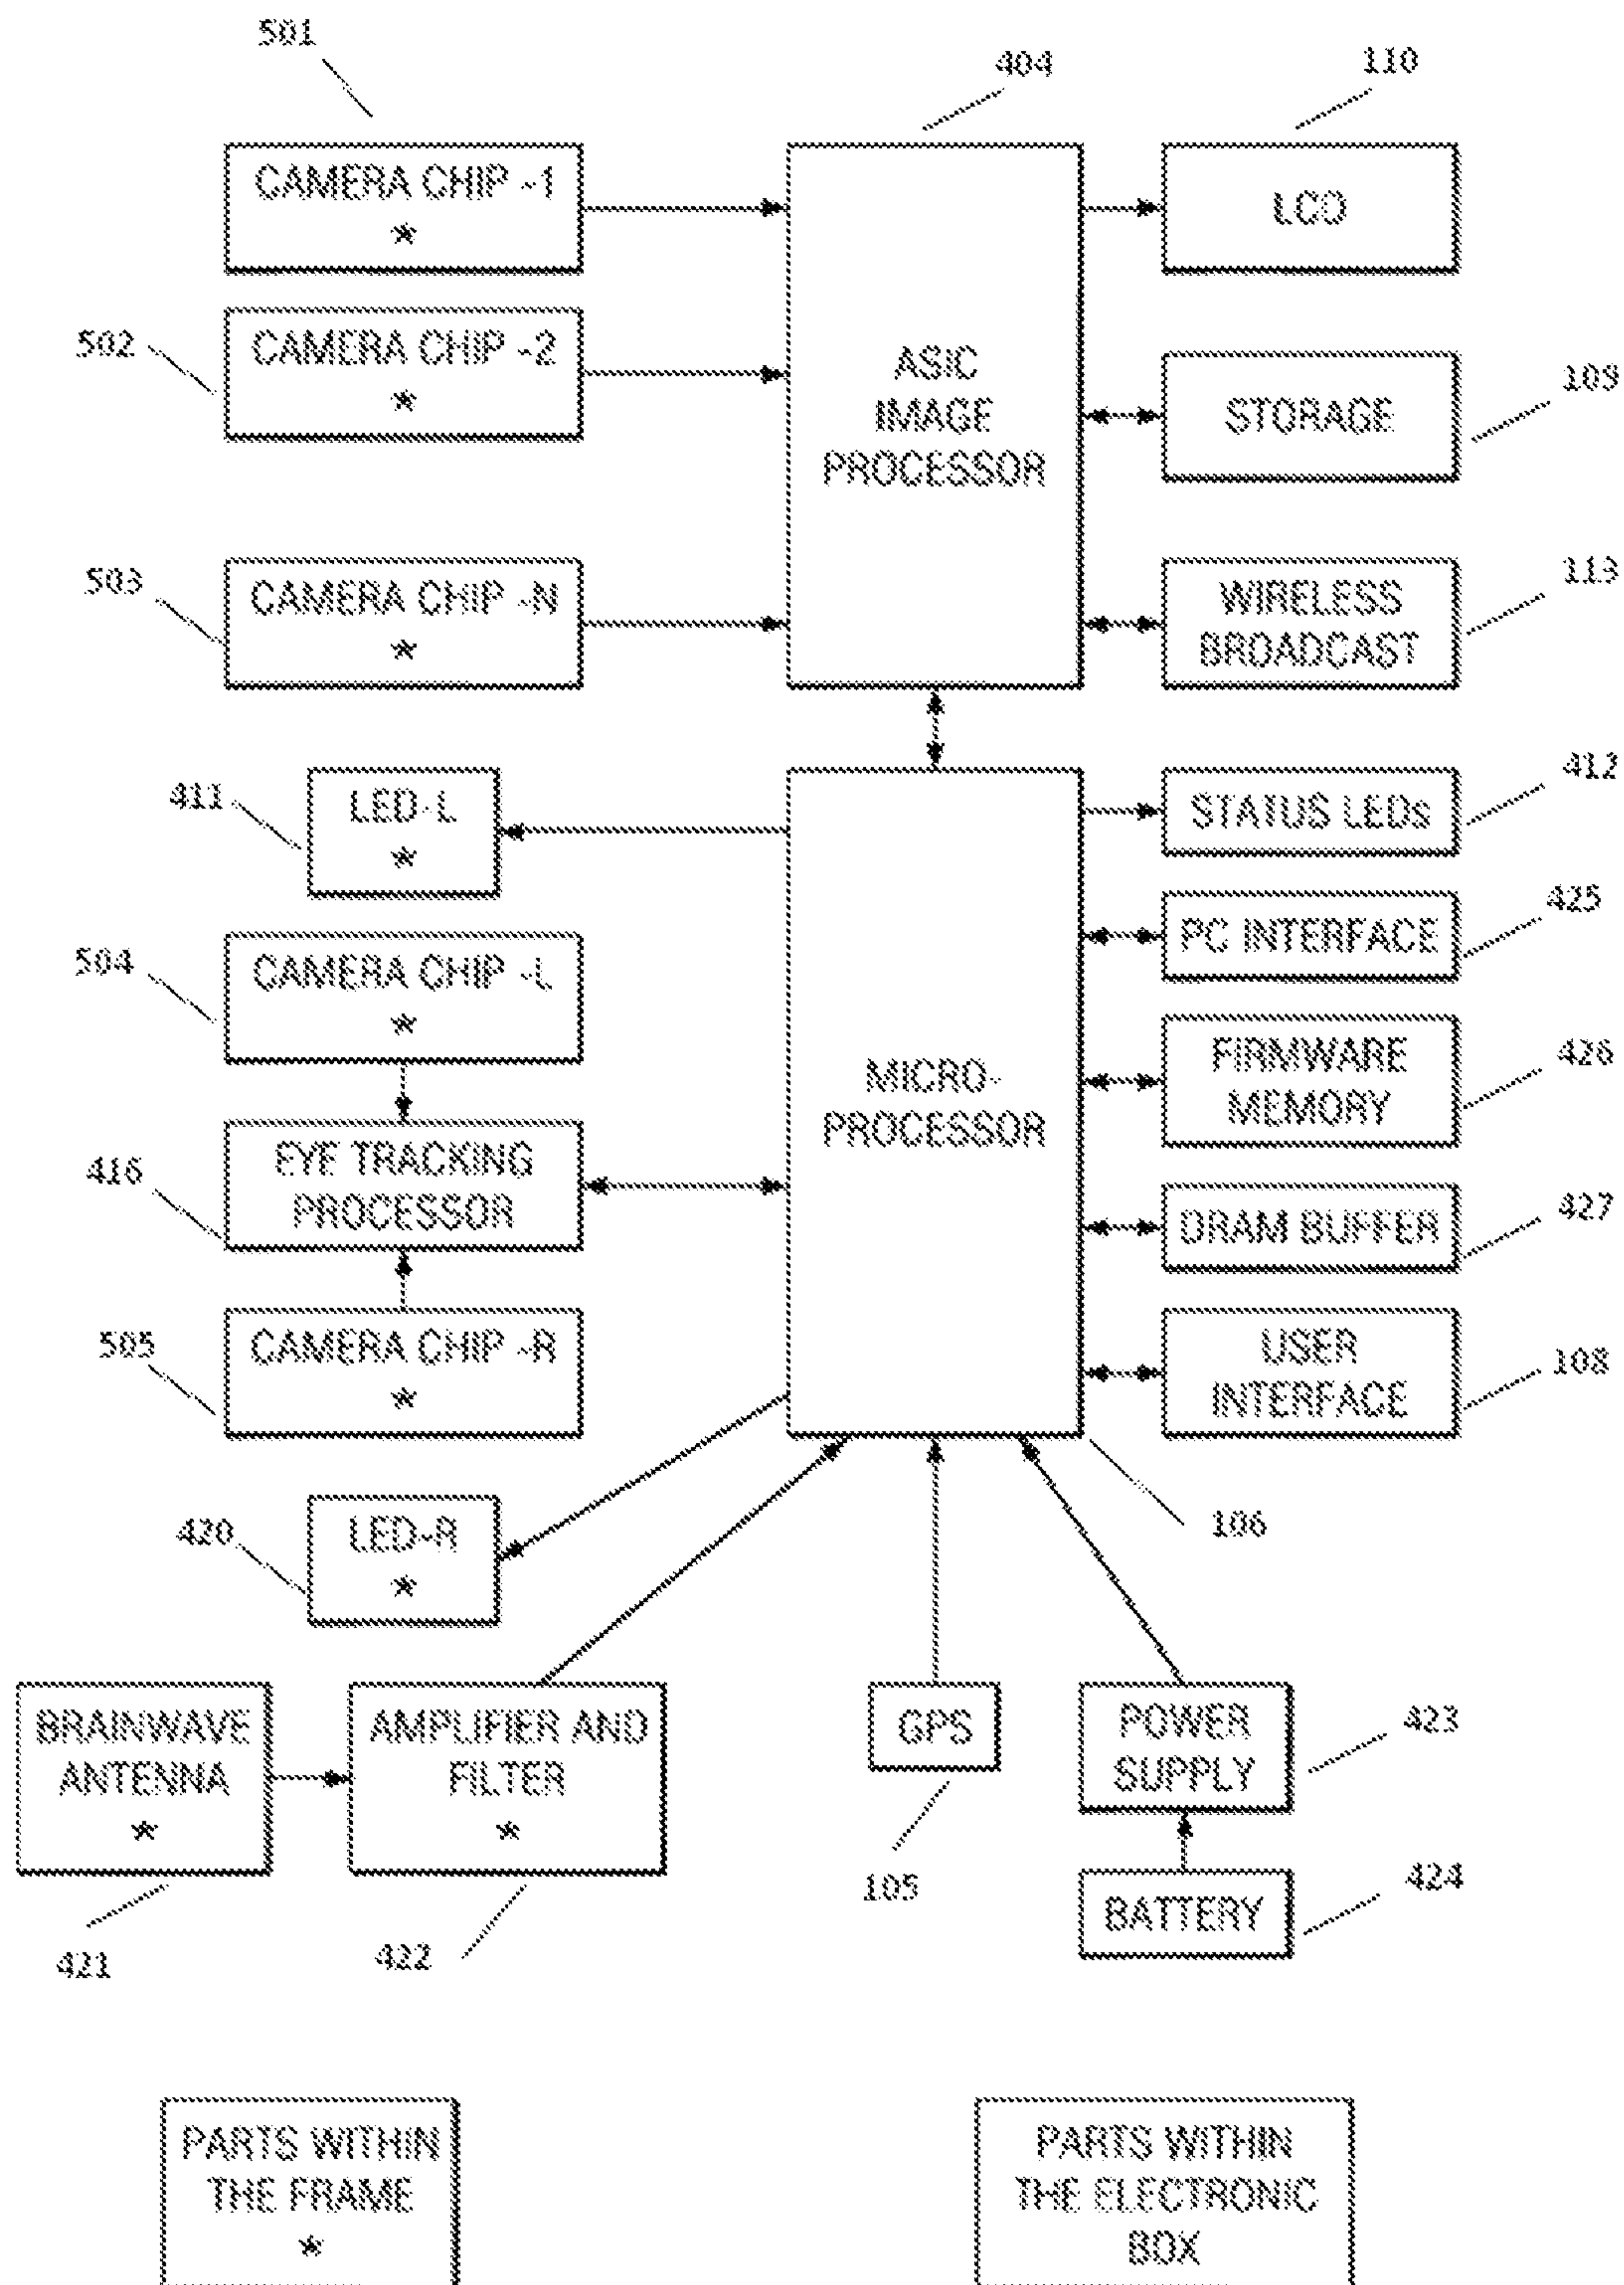 501
404
110
CAMERA CHIP -1
*
LCD
502
CAMERA CHIP -2
*
ASIC
IMAGE
PROCESSOR
STORAGE
109
503
CAMERA CHIP -N
*
WIRELESS
BROADCAST
113
411
LED-L
*
STATUS LEDs
412
PC INTERFACE
425
504
CAMERA CHIP -L
*
MICRO-
PROCESSOR
FIRMWARE
MEMORY
426
416
EYE TRACKING
PROCESSOR
DRAM BUFFER
427
505
CAMERA CHIP -R
*
USER
INTERFACE
108
420
LED-R
*
106
BRAINWAVE
ANTENNA
*
AMPLIFIER AND
FILTER
*
GPS
POWER
SUPPLY
423
421
422
105
BATTERY
424
PARTS WITHIN
THE FRAME
*
PARTS WITHIN
THE ELECTRONIC
BOX